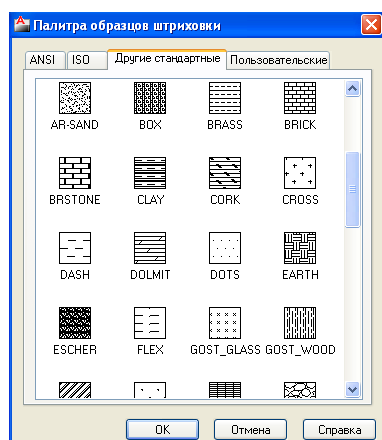 Палитра образцов штриховки
ANSI ISO Другие стандартные Пользовательские
AR-SAND BOX BRASS BRICK
BRSTONE CLAY CORK CROSS
DASH DOLMIT DOTS EARTH
ESCHER FLEX GOST_GLASS GOST_WOOD
OK Отмена Справка